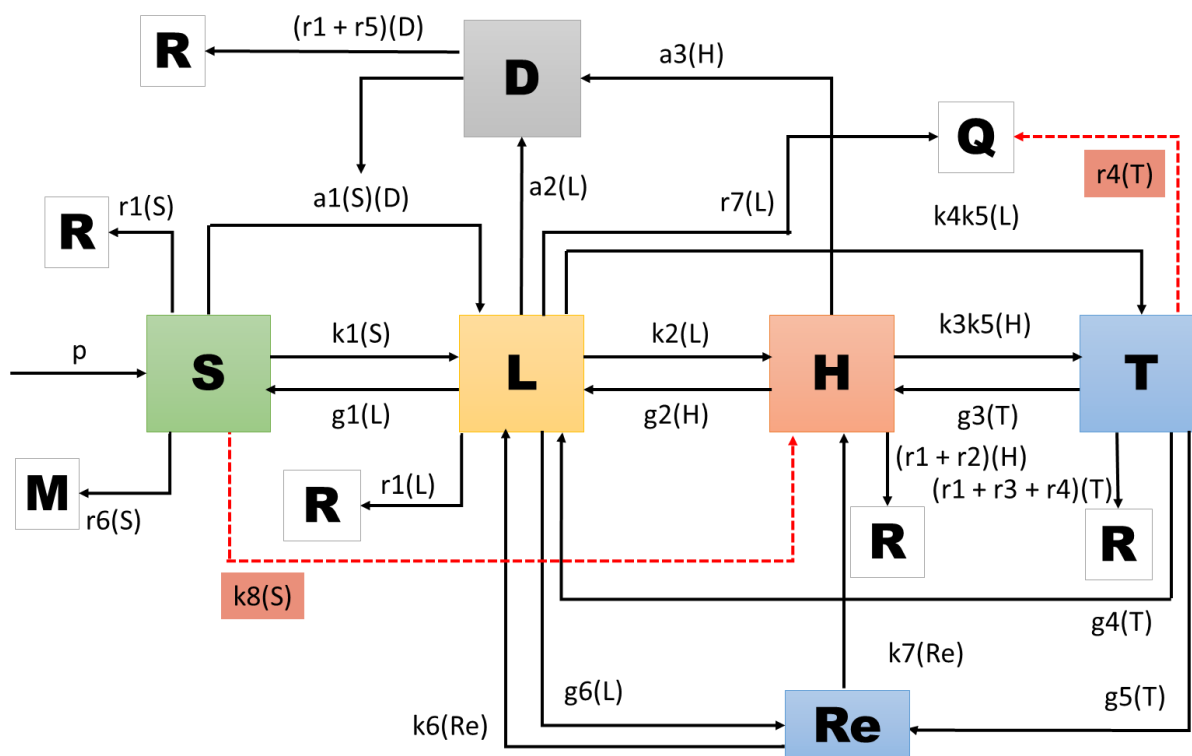 (r1 + r5)(D)
R
D
a3(H)
Q
r4(T)
a1(S)(D)
a2(L)
r7(L)
k4k5(L)
r1(S)
R
p
S
k1(S)
g1(L)
L
k2(L)
g2(H)
H
k3k5(H)
g3(T)
T
M
r6(S)
R
r1(L)
(r1 + r2)(H)
(r1 + r3 + r4)(T)
R
R
k8(S)
g4(T)
k7(Re)
g6(L)
k6(Re)
Re
g5(T)